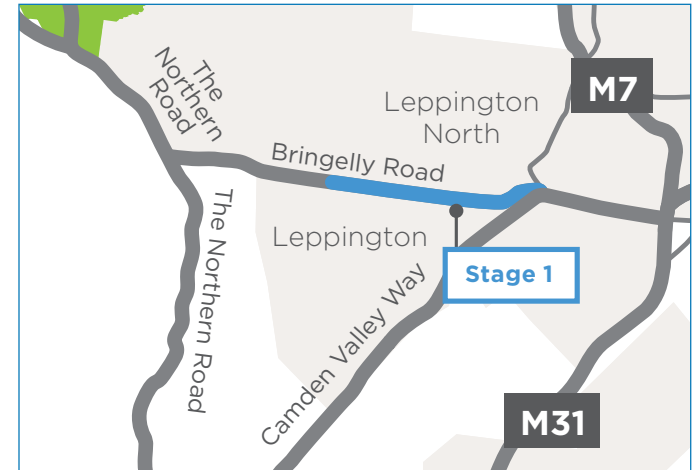 The
Northern
Road
M7
Leppington
North
Bringelly Road
The Northern Road
Leppington
Stage 1
Camden Valley Way
M31